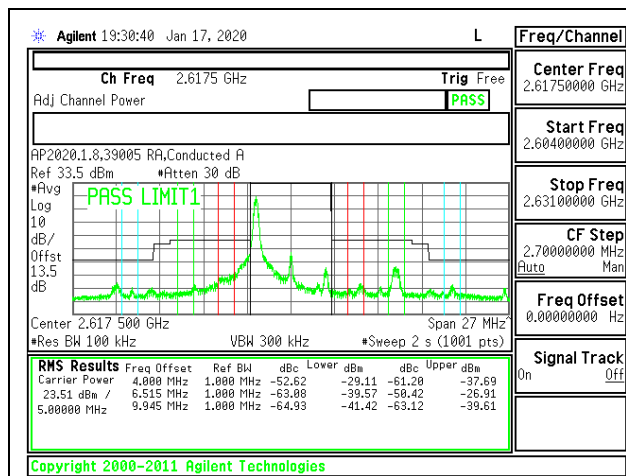 Agilent 19:30:40 Jan 17, 2020 L
Freq/Channel
Ch Freq 2.6175 GHz Trig Free
Adj Channel Power PASS
AP2020.1.8,39005 RA,Conducted A
Ref 33.5 dBm #Atten 30 dB
#Avg
Log
10
dB/
Offst
13.5
dB
PASS LIMIT1
Center 2.617 500 GHz Span 27 MHz^
#Res BW 100 kHz VBW 300 kHz #Sweep 2 s (1001 pts)
RMS Results Freq Offset Ref BW dBc Lower dBm dBc Upper dBm
Carrier Power 4.000 MHz 1.000 MHz -52.62 -29.11 -61.20 -37.69
23.51 dBm / 6.515 MHz 1.000 MHz -63.08 -39.57 -50.42 -26.91
5.00000 MHz 9.945 MHz 1.000 MHz -64.93 -41.42 -63.12 -39.61
Center Freq
2.61750000 GHz
Start Freq
2.60400000 GHz
Stop Freq
2.63100000 GHz
CF Step
2.70000000 MHz
Auto Man
Freq Offset
0.00000000 Hz
Signal Track
On Off
Copyright 2000-2011 Agilent Technologies